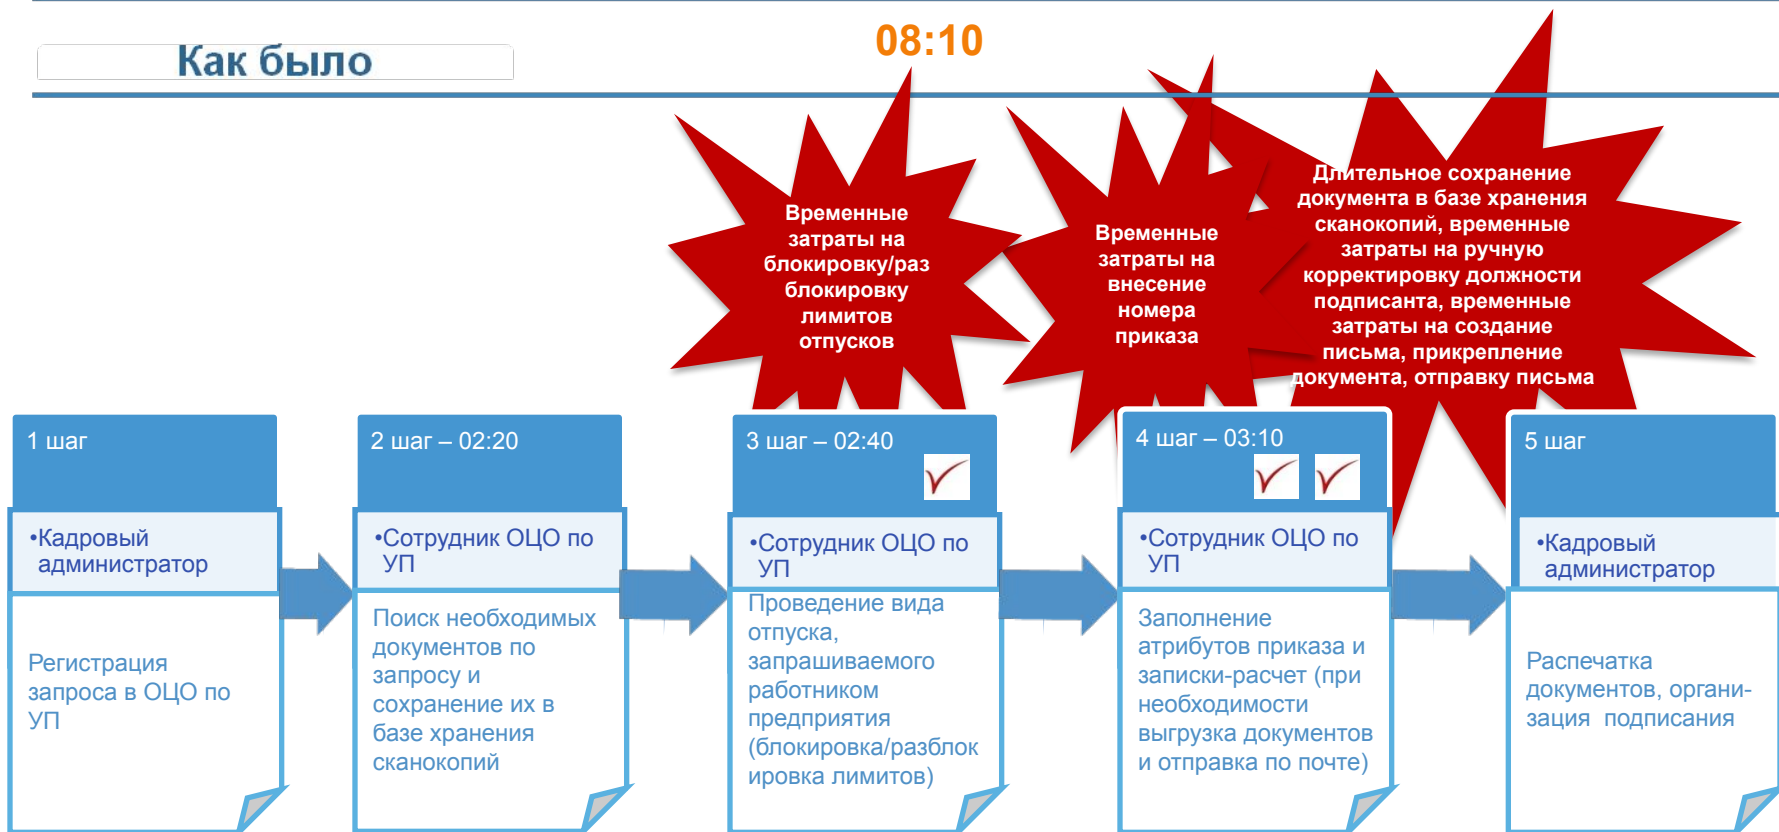 Как было
08:10
Временные
затраты на
блокировку/раз
блокировку
лимитов
отпусков
Временные
затраты на
внесение
номера
приказа
Длительное сохранение
документа в базе хранения
сканокопий, временные
затраты на ручную
корректировку должности
подписанта, временные
затраты на создание
письма, прикрепление
документа, отправку письма
1 шаг
•Кадровый
администратор
Регистрация
запроса в ОЦО по
УП
2 шаг – 02:20
•Сотрудник ОЦО по
УП
Поиск необходимых
документов по
запросу и
сохранение их в
базе хранения
сканокопий
3 шаг – 02:40
•Сотрудник ОЦО по
УП
Проведение вида
отпуска,
запрашиваемого
работником
предприятия
(блокировка/разблок
ировка лимитов)
4 шаг – 03:10
•Сотрудник ОЦО по
УП
Заполнение
атрибутов приказа и
записки-расчет (при
необходимости
выгрузка документов
и отправка по почте)
5 шаг
•Кадровый
администратор
Распечатка
документов, органи-
зация подписания